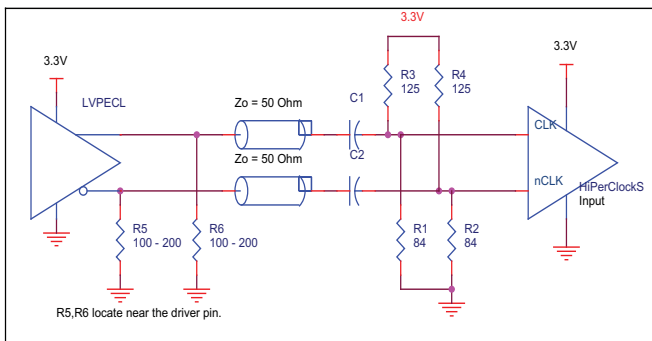 3.3V
3.3V
LVPECL
Zo = 50 Ohm
C1
R3
125
R4
125
3.3V
CLK
Zo = 50 Ohm
C2
nCLK
HiPerClockS
Input
R5
100 - 200
R6
100 - 200
R1
84
R2
84
R5,R6 locate near the driver pin.